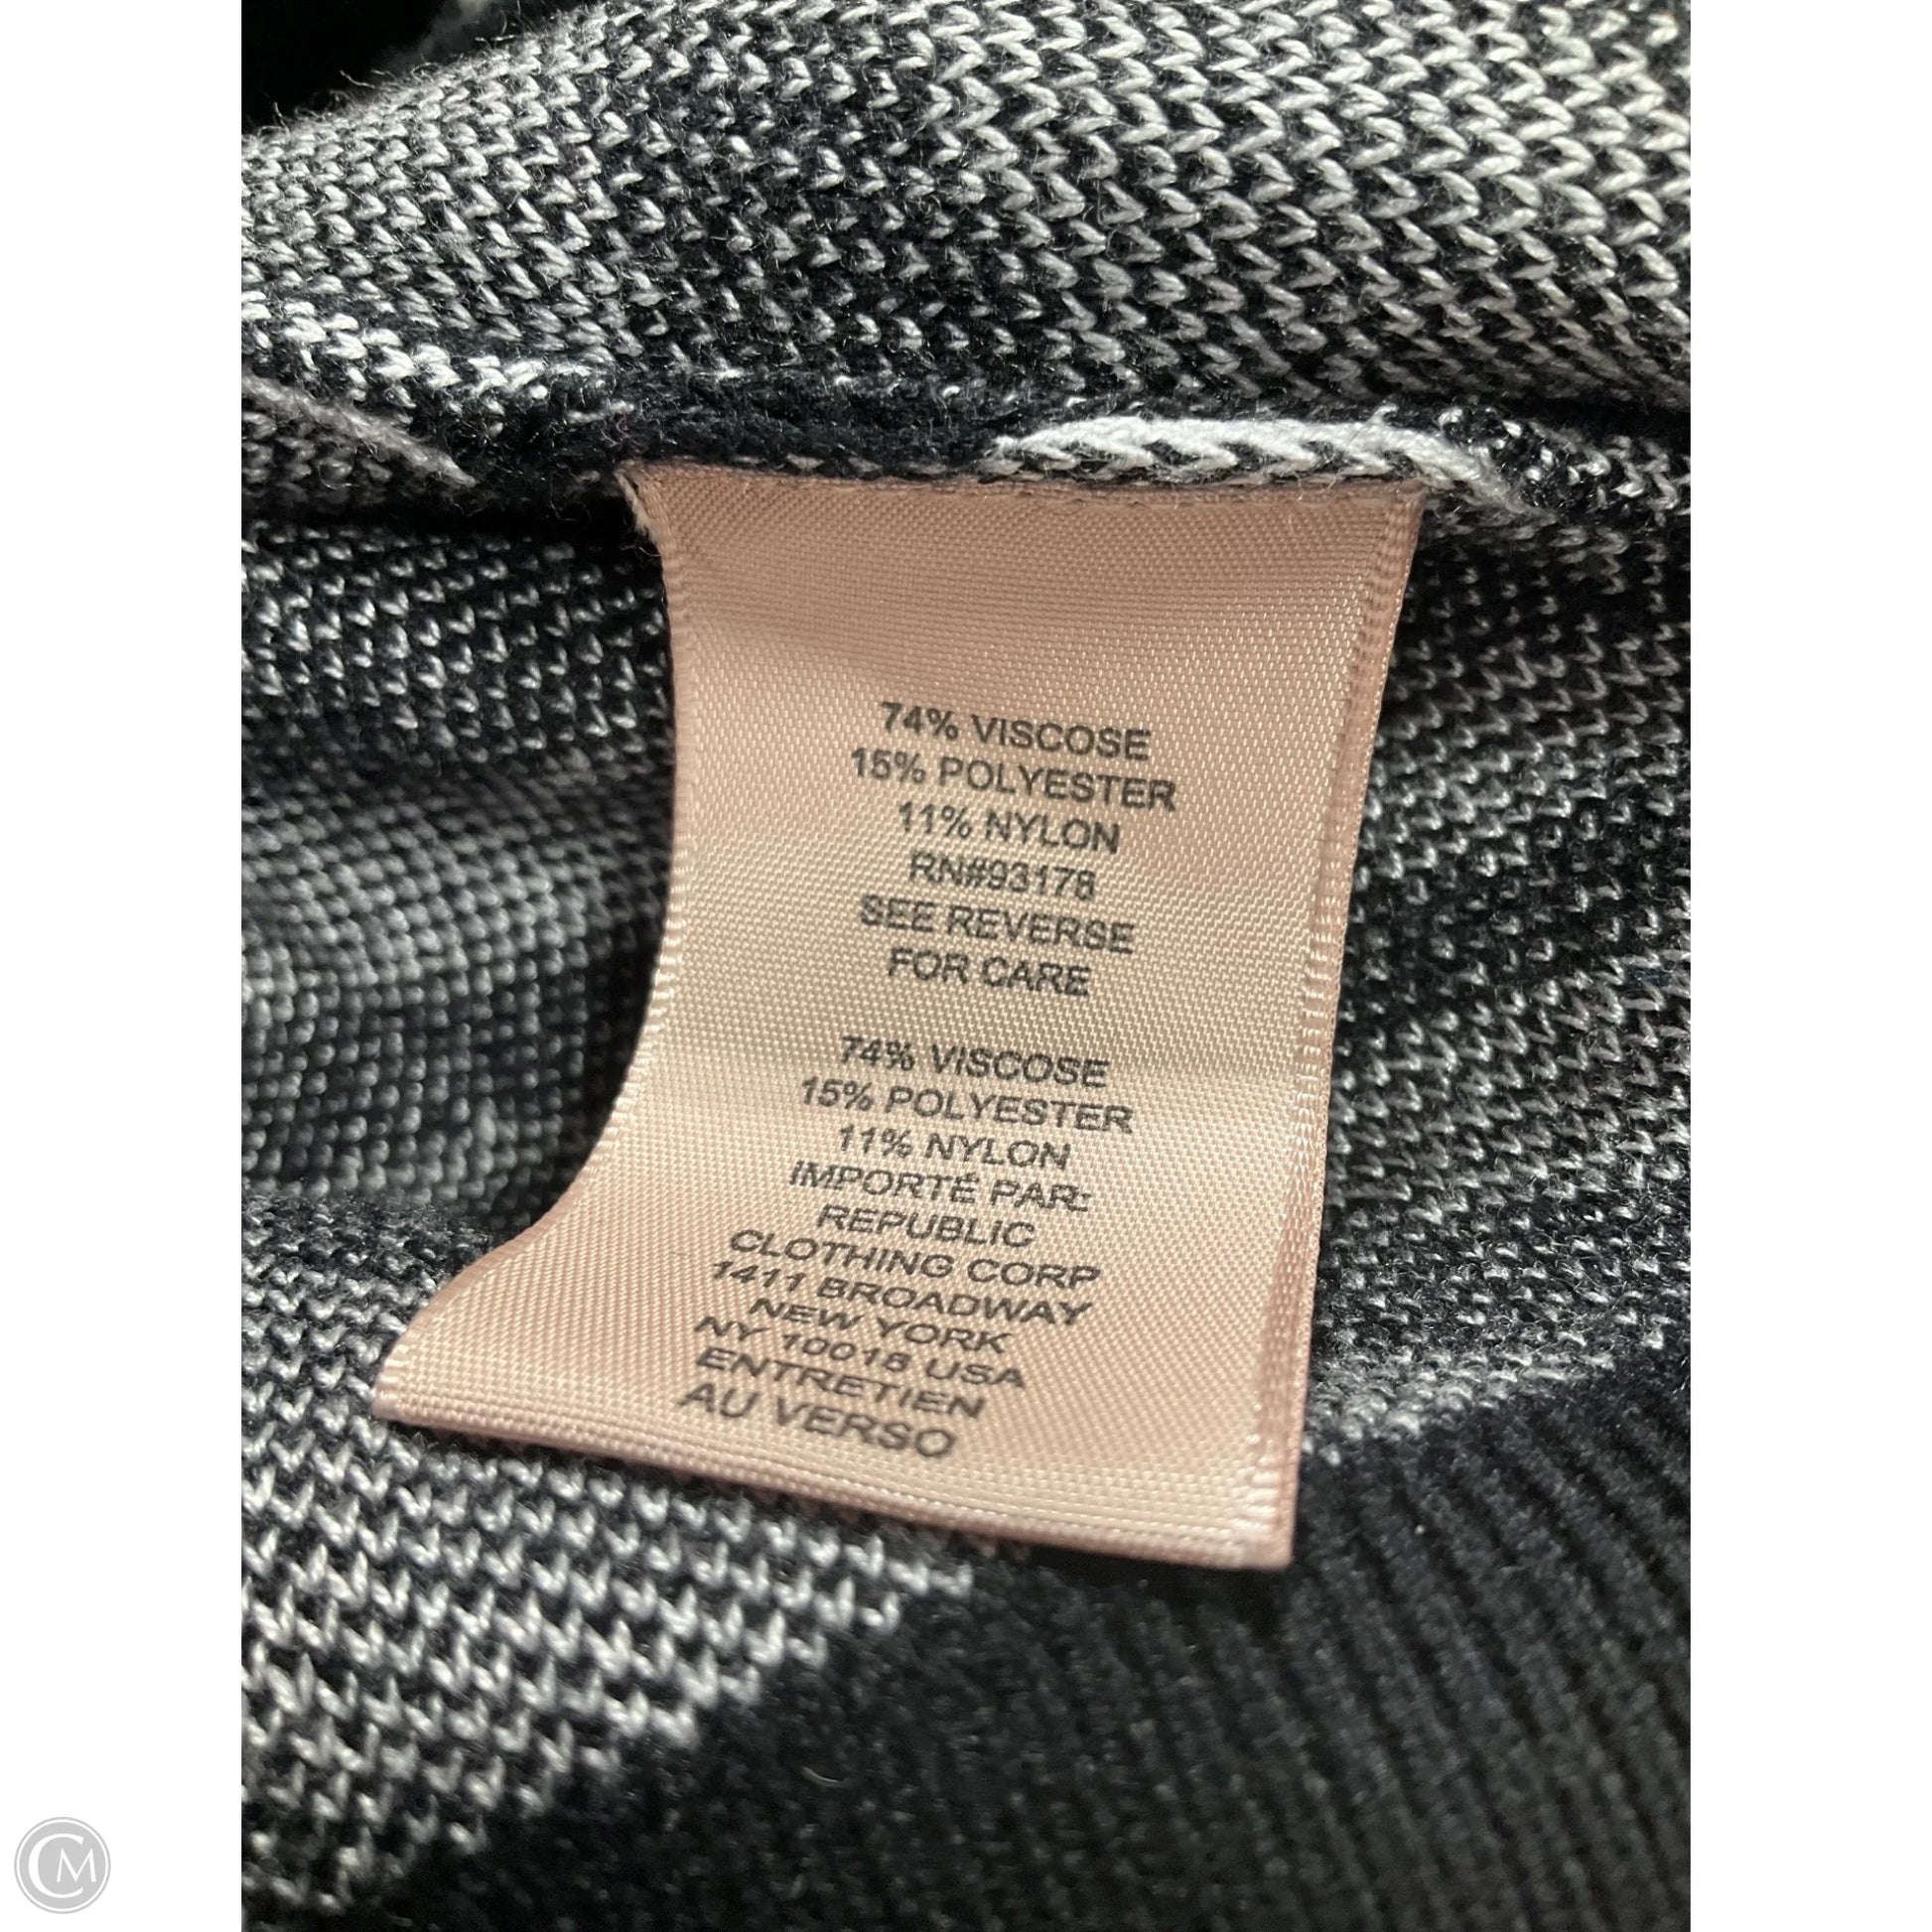 74% VISCOSE
15% POLYESTER
11% NYLON
RN#93178
SEE REVERSE
FOR CARE
74% VISCOSE
15% POLYESTER
11% NYLON
IMPORTÉ PAR:
REPUBLIC
CLOTHING CORP
1411 BROADWAY
NEW YORK
NY 10018 USA
ENTRETIEN
AU VERSO
CM